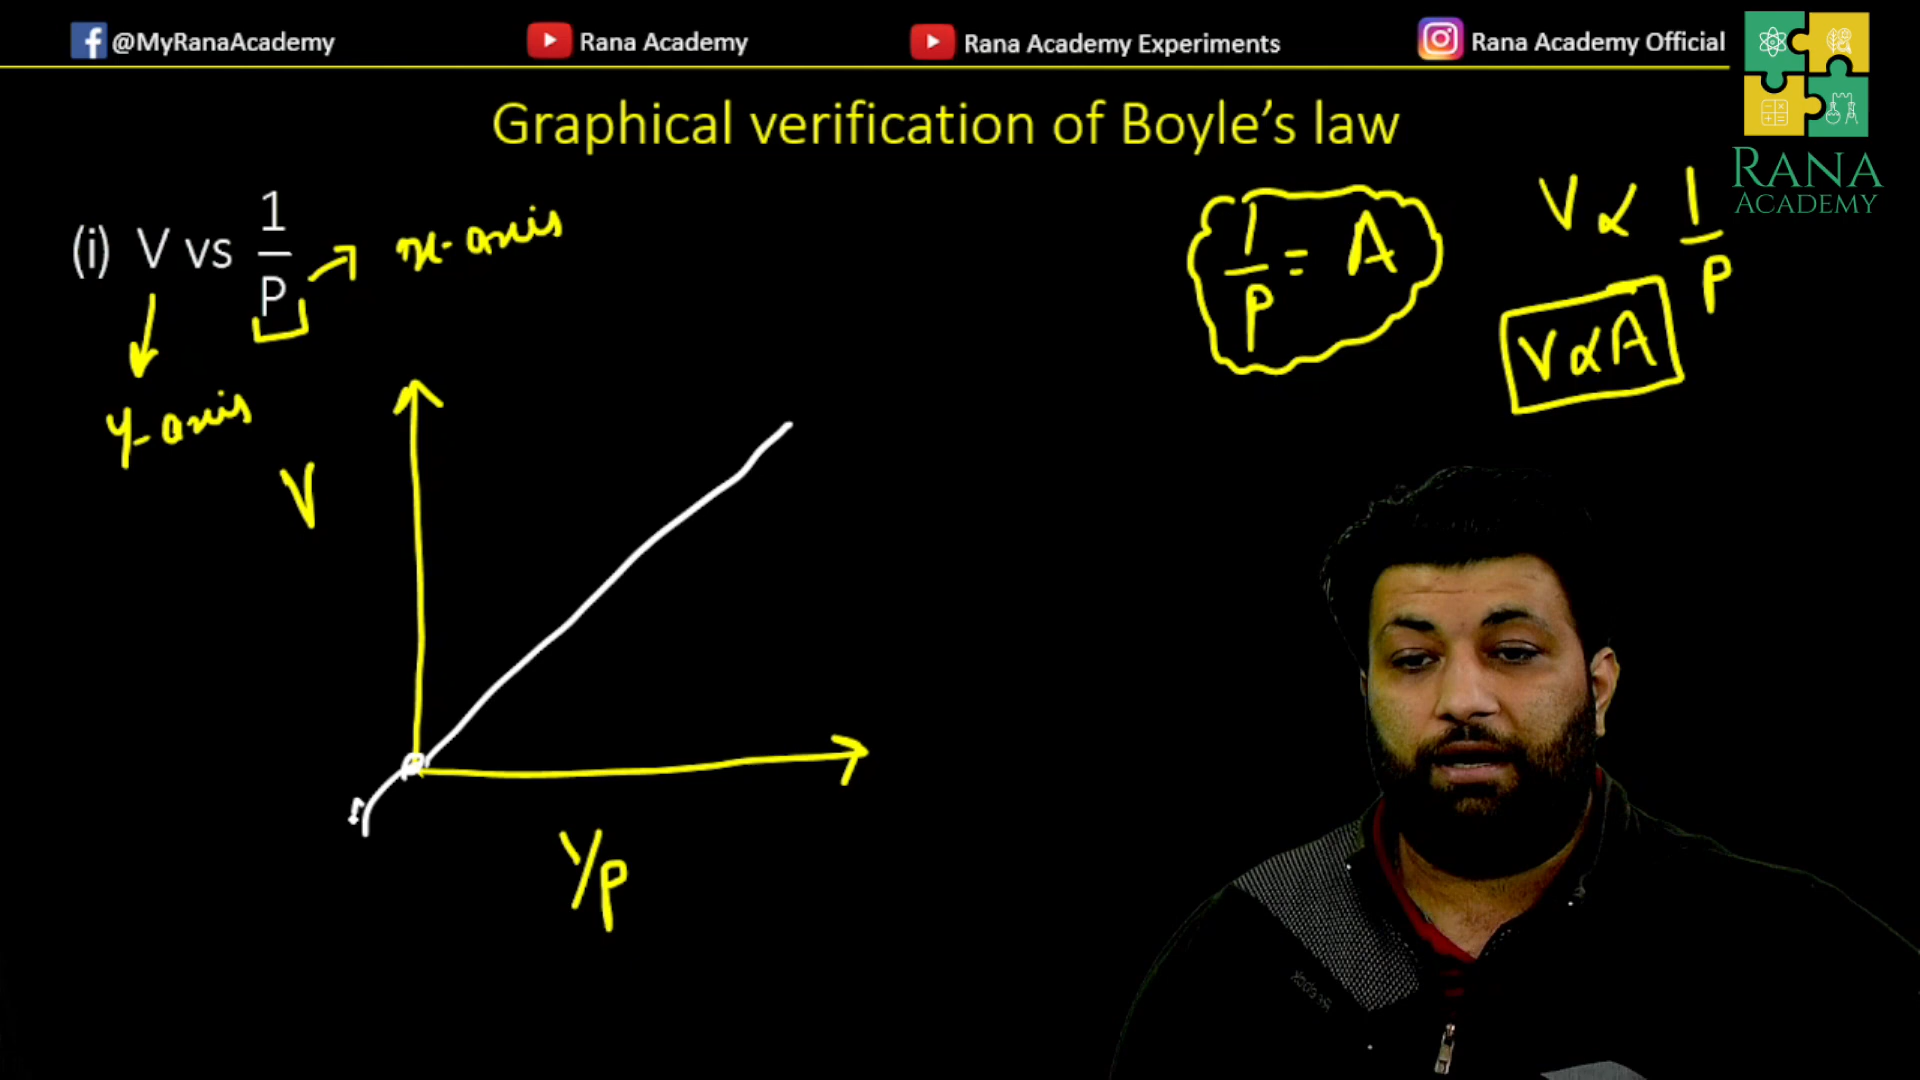 @MyRanaAcademy
Rana Academy
Rana Academy Experiments
Rana Academy Official
RANA
ACADEMY
Graphical verification of Boyle's law
(i) V vs 1/P
x-axis
y-axis
1/P = A
V ∝ 1/P
V ∝ A
V
1/P